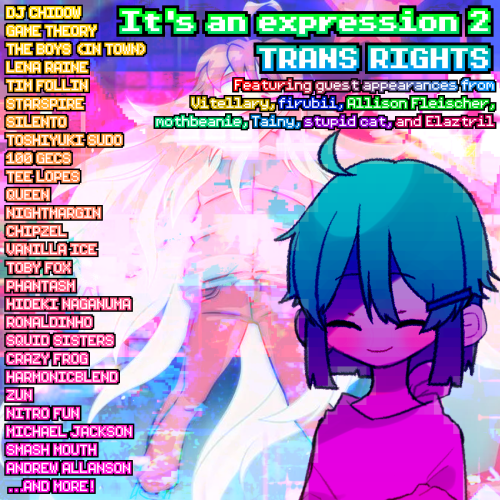 It's an expression 2
TRANS RIGHTS
Featuring guest appearances from
Vitellary, firubii, Allison Fleischer,
mothbeanie, Tainy, stupid cat, and Elaztril
DJ CHIDOW
GAME THEORY
THE BOYS (IN TOWN)
LENA RAINE
TIM FOLLIN
STARSPIRE
SILENTO
TOSHIYUKI SUDO
100 GECS
TEE LOPES
QUEEN
NIGHTMARGIN
CHIPZEL
VANILLA ICE
TOBY FOX
PHANTASM
HIDEKI NAGANUMA
RONALDINHO
SQUID SISTERS
CRAZY FROG
HARMONICBLEND
ZUN
NITRO FUN
MICHAEL JACKSON
SMASH MOUTH
ANDREW ALLANSON
...AND MORE!